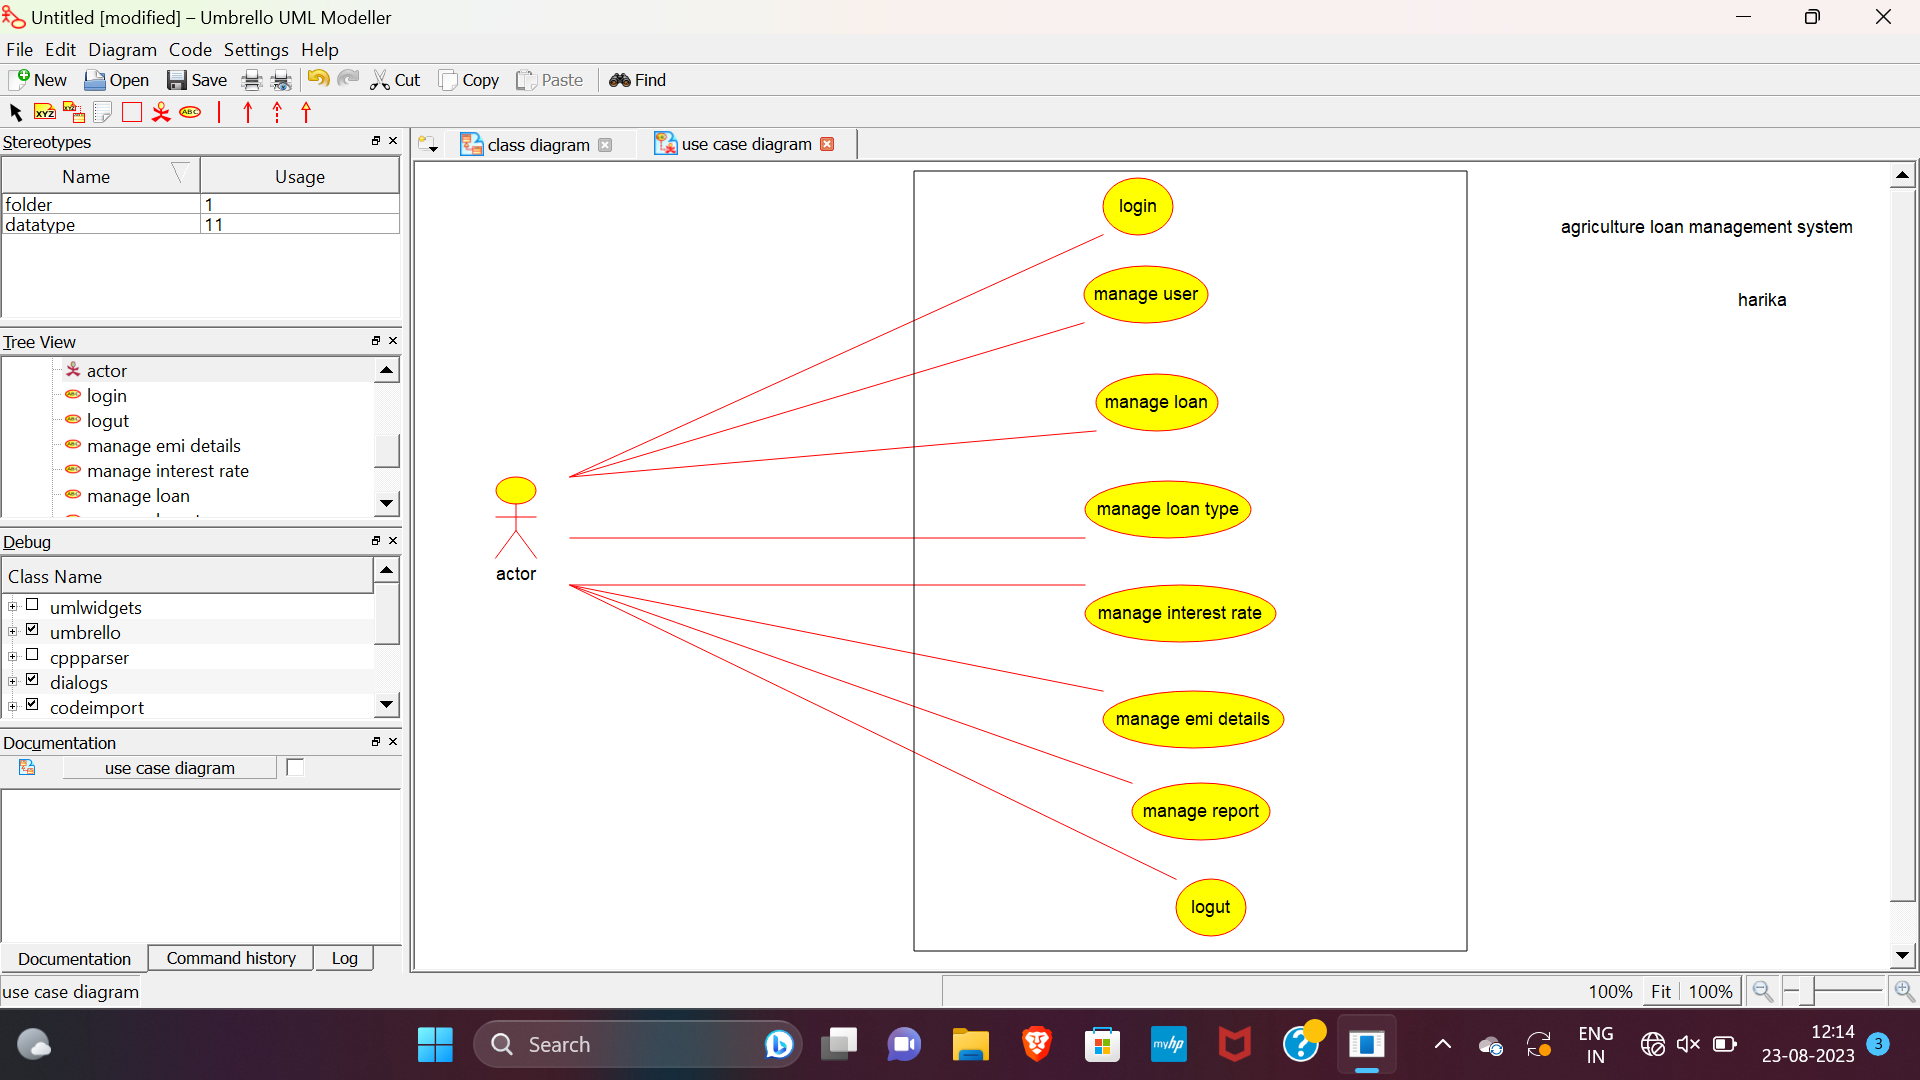 Untitled [modified] – Umbrello UML Modeller
File Edit Diagram Code Settings Help
New Open Save Cut Copy Paste Find
XYZ XYZ ABC
Stereotypes
Name Usage
folder 1
datatype 11
Tree View
actor
login
logut
manage emi details
manage interest rate
manage loan
Debug
Class Name
umlwidgets
umbrello
cppparser
dialogs
codeimport
Documentation
use case diagram
Documentation Command history Log
use case diagram
class diagram use case diagram
login
manage user
manage loan
manage loan type
manage interest rate
manage emi details
manage report
logut
actor
agriculture loan management system
harika
100% Fit 100%
Search
myhp
ENG
IN
12:14
23-08-2023
3